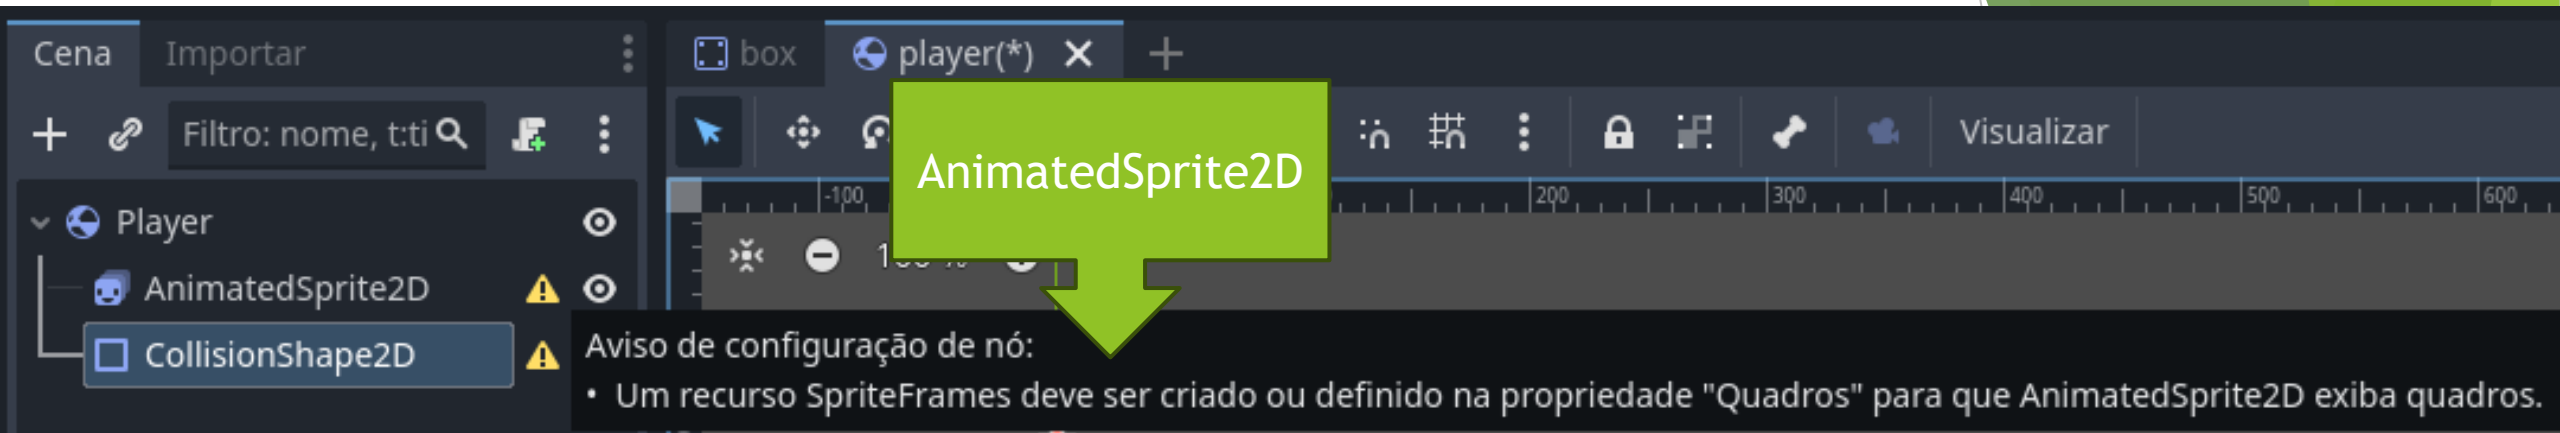 Cena
Importar
box
player(*)
Filtro: nome, t:ti
Visualizar
AnimatedSprite2D
-100
200
300
400
500
600
Player
AnimatedSprite2D
CollisionShape2D
Aviso de configuração de nó:
• Um recurso SpriteFrames deve ser criado ou definido na propriedade "Quadros" para que AnimatedSprite2D exiba quadros.